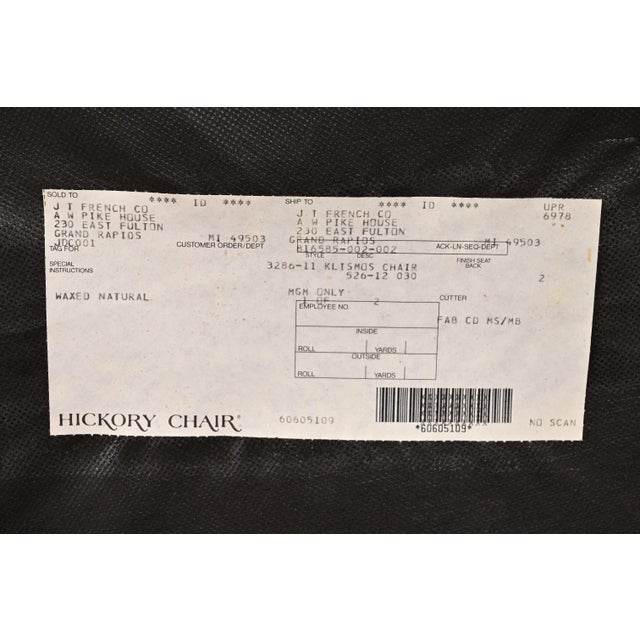 SOLD TO **** ID **** SHIP TO **** ID **** UPR
J T FRENCH CO J T FRENCH CO 6978
A W PIKE HOUSE A W PIKE HOUSE
230 EAST FULTON 230 EAST FULTON
GRAND RAPIDS MI 49503 GRAND RAPIDS MI 49503
JDC001 816585-002-002
TAG FOR CUSTOMER ORDER/DEPT STYLE DESC ACK-LN-SEQ-DEPT
SPECIAL INSTRUCTIONS 3286-11 KLISMOS CHAIR FINISH SEAT BACK
526-12 030 2
WAXED NATURAL MGM ONLY
1 OF 2 CUTTER
EMPLOYEE NO.
FAB CD MS/MB
INSIDE
ROLL YARDS
OUTSIDE
ROLL YARDS
HICKORY CHAIR® 60605109 *60605109* NO SCAN